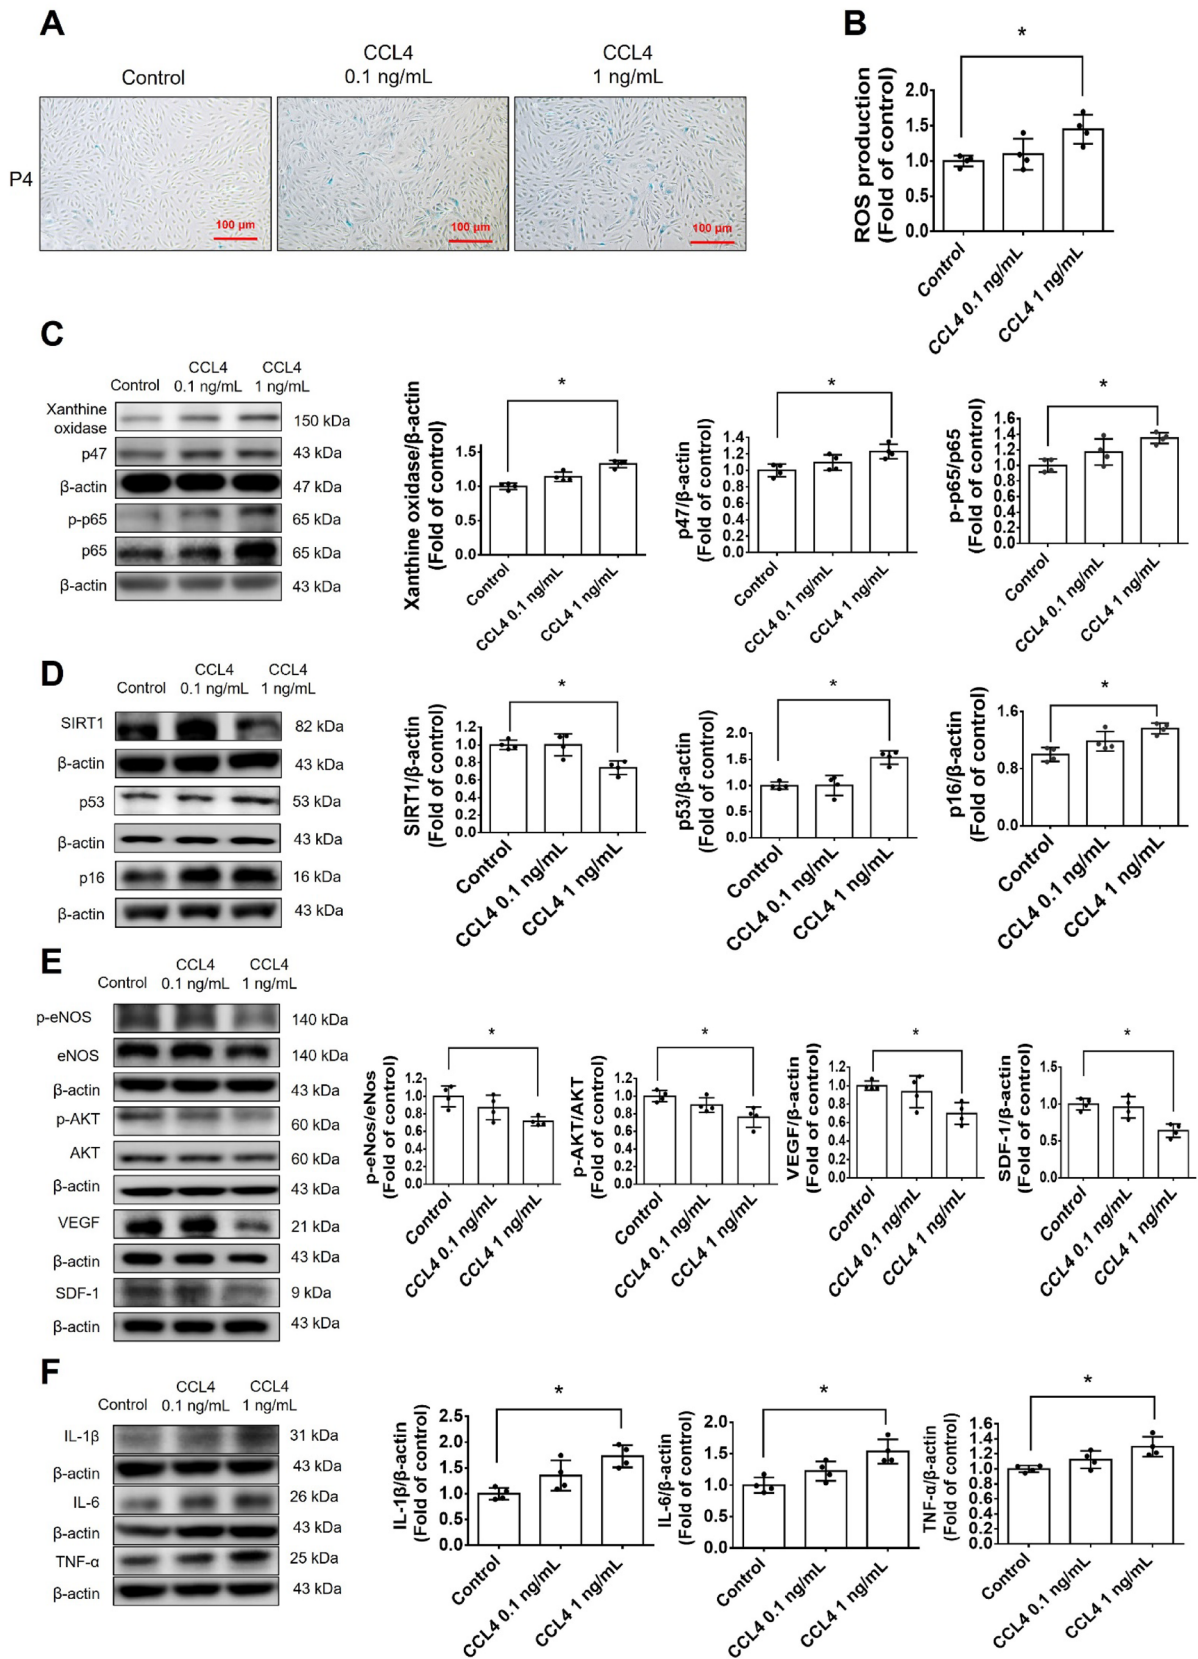 A
Control
CCL4
0.1 ng/mL
CCL4
1 ng/mL
P4
100 µm
100 µm
100 µm
B
*
ROS production
(Fold of control)
2.0
1.5
1.0
0.5
0.0
Control
CCL4 0.1 ng/mL
CCL4 1 ng/mL
C
Control
CCL4
0.1 ng/mL
CCL4
1 ng/mL
Xanthine
oxidase
150 kDa
p47
43 kDa
β-actin
47 kDa
p-p65
65 kDa
p65
65 kDa
β-actin
43 kDa
*
Xanthine oxidase/β-actin
(Fold of control)
1.5
1.0
0.5
0.0
Control
CCL4 0.1 ng/mL
CCL4 1 ng/mL
*
p47/β-actin
(Fold of control)
1.4
1.2
1.0
0.8
0.6
0.4
0.2
0.0
Control
CCL4 0.1 ng/mL
CCL4 1 ng/mL
*
p-p65/p65
(Fold of control)
1.6
1.4
1.2
1.0
0.8
0.6
0.4
0.2
0.0
Control
CCL4 0.1 ng/mL
CCL4 1 ng/mL
D
Control
CCL4
0.1 ng/mL
CCL4
1 ng/mL
SIRT1
82 kDa
β-actin
43 kDa
p53
53 kDa
β-actin
43 kDa
p16
16 kDa
β-actin
43 kDa
*
SIRT1/β-actin
(Fold of control)
1.2
1.0
0.8
0.6
0.4
0.2
0.0
Control
CCL4 0.1 ng/mL
CCL4 1 ng/mL
*
p53/β-actin
(Fold of control)
2.0
1.5
1.0
0.5
0.0
Control
CCL4 0.1 ng/mL
CCL4 1 ng/mL
*
p16/β-actin
(Fold of control)
1.6
0.8
0.0
Control
CCL4 0.1 ng/mL
CCL4 1 ng/mL
E
Control
CCL4
0.1 ng/mL
CCL4
1 ng/mL
p-eNOS
140 kDa
eNOS
140 kDa
β-actin
43 kDa
p-AKT
60 kDa
AKT
60 kDa
β-actin
43 kDa
VEGF
21 kDa
β-actin
43 kDa
SDF-1
9 kDa
β-actin
43 kDa
*
p-eNos/eNos
(Fold of control)
1.2
1.0
0.8
0.6
0.4
0.2
0.0
Control
CCL4 0.1 ng/mL
CCL4 1 ng/mL
*
p-AKT/AKT
(Fold of control)
1.2
1.0
0.8
0.6
0.4
0.2
0.0
Control
CCL4 0.1 ng/mL
CCL4 1 ng/mL
*
VEGF/β-actin
(Fold of control)
1.2
1.0
0.8
0.6
0.4
0.2
0.0
Control
CCL4 0.1 ng/mL
CCL4 1 ng/mL
*
SDF-1/β-actin
(Fold of control)
1.5
1.0
0.5
0.0
Control
CCL4 0.1 ng/mL
CCL4 1 ng/mL
F
Control
CCL4
0.1 ng/mL
CCL4
1 ng/mL
IL-1β
31 kDa
β-actin
43 kDa
IL-6
26 kDa
β-actin
43 kDa
TNF-α
25 kDa
β-actin
43 kDa
*
IL-1β/β-actin
(Fold of control)
2.5
2.0
1.5
1.0
0.5
0.0
Control
CCL4 0.1 ng/mL
CCL4 1 ng/mL
*
IL-6/β-actin
(Fold of control)
2.0
1.5
1.0
0.5
0.0
Control
CCL4 0.1 ng/mL
CCL4 1 ng/mL
*
TNF-α/β-actin
(Fold of control)
1.6
1.4
1.2
1.0
0.8
0.6
0.4
0.2
0.0
Control
CCL4 0.1 ng/mL
CCL4 1 ng/mL